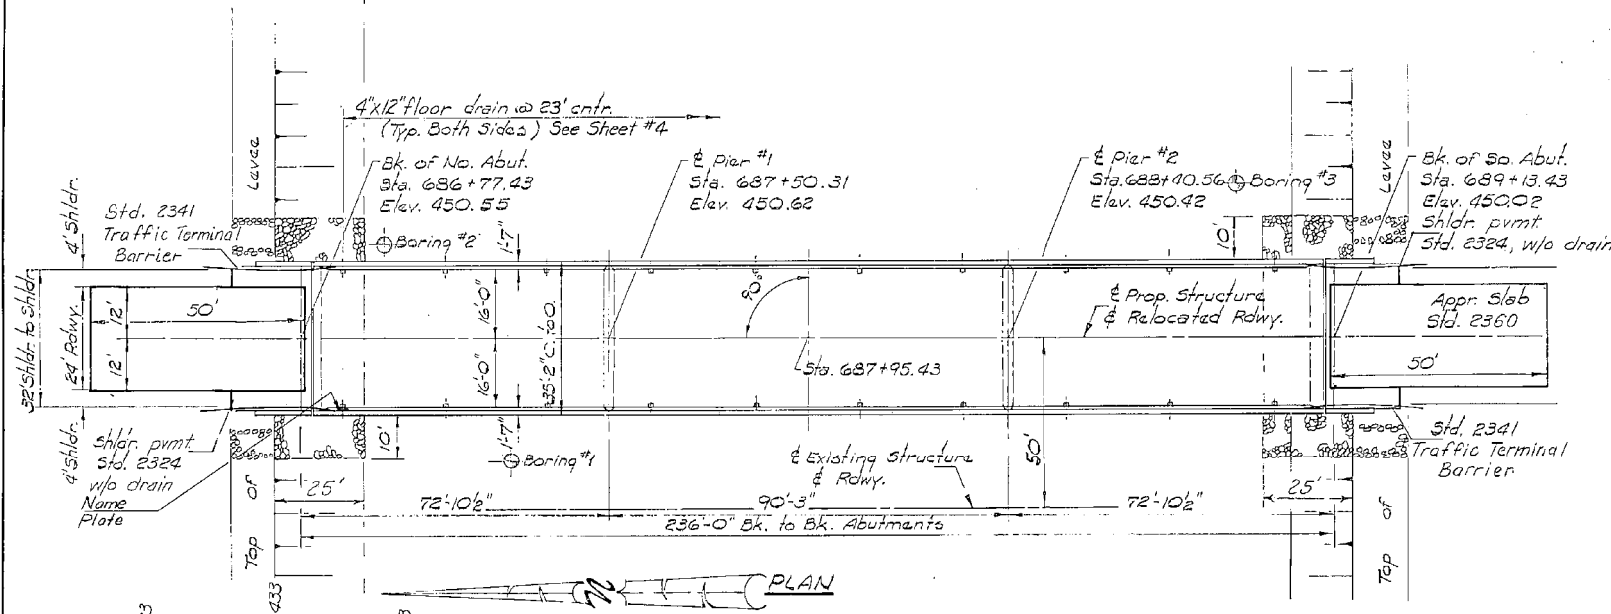 4"x12" floor drain @ 23' cntr.
(Typ. Both Sides) See Sheet #4
Levee
Bk. of No. Abut.
Sta. 686+77.43
Elev. 450.55
℄ Pier #1
Sta. 687+50.31
Elev. 450.62
℄ Pier #2
Sta. 688+40.56
Elev. 450.42
Boring #3
Levee
Bk. of So. Abut.
Sta. 689+13.43
Elev. 450.02
Shldr. pvmt.
Std. 2324, w/o drain
4' Shldr.
Std. 2341
Traffic Terminal
Barrier
Boring #2
1'-7"
10'
32' Shldr. to Shldr.
24' Rdwy.
12'
12'
50'
16'-0"
16'-0"
35'-2" O. to O.
90°
Sta. 687+95.43
℄ Prop. Structure
℄ Relocated Rdwy.
Appr. Slab
Std. 2360
50'
4' Shldr.
Shldr. pvmt.
Std. 2324
w/o drain
Name
Plate
10'
1'-7"
Boring #1
℄ Existing Structure
& Rdwy.
50'
Std. 2341
Traffic Terminal
Barrier
25'
25'
72'-10½"
90'-3"
72'-10½"
236'-0" Bk. to Bk. Abutments
Top of
Top of
433
N
PLAN